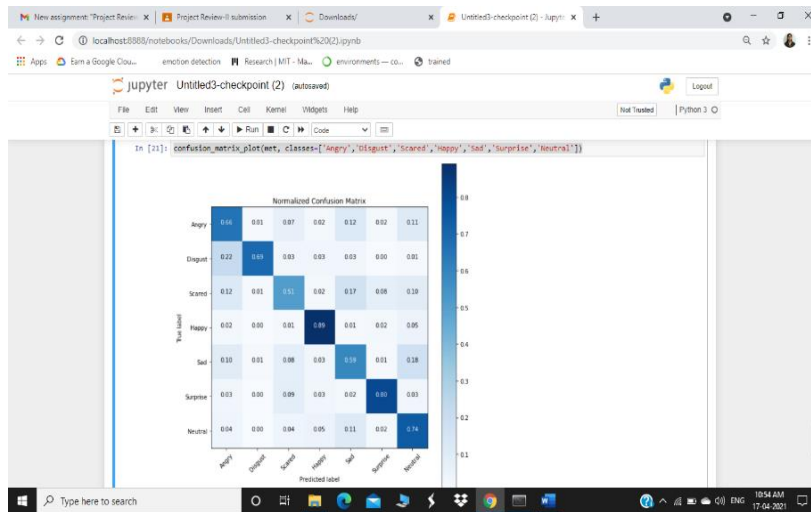 New assignment: "Project Review
Project Review-II submission
Downloads/
Untitled3-checkpoint (2) - Jupyt
localhost:8888/notebooks/Downloads/Untitled3-checkpoint%20(2).ipynb
Apps
Earn a Google Clou...
emotion detection
Research | MIT - Ma...
environments — co...
trained
jupyter Untitled3-checkpoint (2) (autosaved)
Logout
File Edit View Insert Cell Kernel Widgets Help
Not Trusted
Python 3
Run
Code
In [21]: confusion_matrix_plot(met, classes=['Angry','Disgust','Scared','Happy','Sad','Surprise','Neutral'])
Normalized Confusion Matrix
Angry 0.66 0.01 0.07 0.02 0.12 0.02 0.11
Disgust 0.22 0.69 0.03 0.03 0.03 0.00 0.01
Scared 0.12 0.01 0.51 0.02 0.17 0.08 0.10
Happy 0.02 0.00 0.01 0.89 0.01 0.02 0.05
Sad 0.10 0.01 0.08 0.03 0.59 0.01 0.18
Surprise 0.03 0.00 0.09 0.03 0.02 0.80 0.03
Neutral 0.04 0.00 0.04 0.05 0.11 0.02 0.74
True label
Angry Disgust Scared Happy Sad Surprise Neutral
Predicted label
0.8
0.7
0.6
0.5
0.4
0.3
0.2
0.1
Type here to search
ENG
10:54 AM
17-04-2021